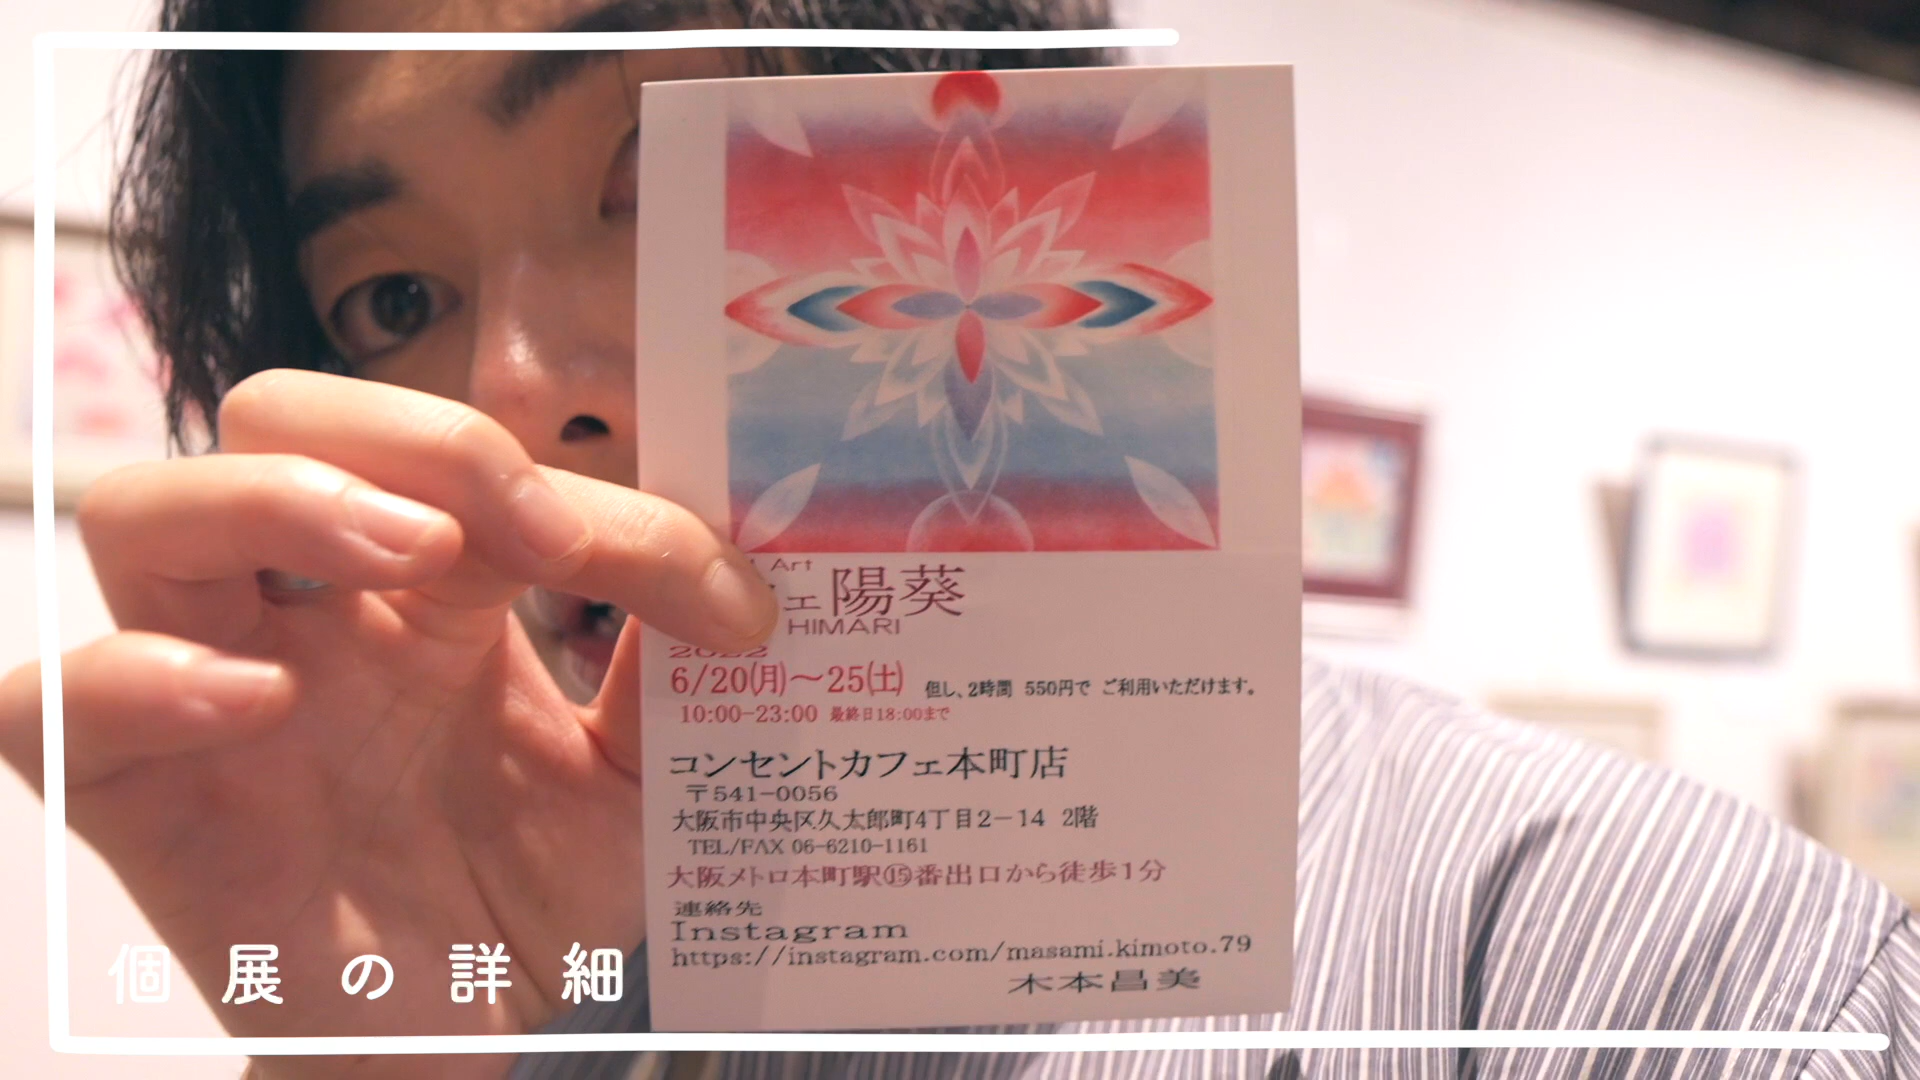 Art
ェ陽葵
HIMARI
2022
6/20(月)～25(土) 但し、2時間 550円で ご利用いただけます。
10:00-23:00 最終日18:00まで
コンセントカフェ本町店
〒541-0056
大阪市中央区久太郎町4丁目2-14 2階
TEL/FAX 06-6210-1161
大阪メトロ本町駅⑮番出口から徒歩1分
連絡先
Instagram
https://instagram.com/masami.kimoto.79
木本昌美
個展の詳細